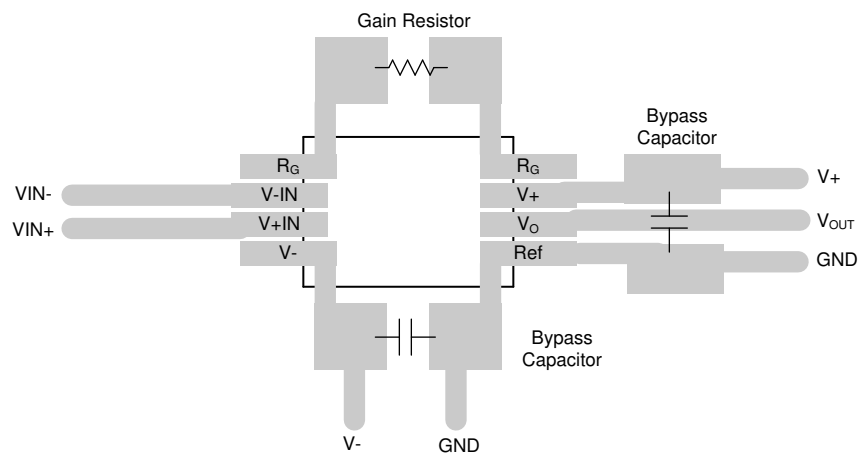 Gain Resistor
Bypass
Capacitor
RG
RG
V+
VIN-
V-IN
V+
VIN+
V+IN
VO
VOUT
V-
Ref
GND
Bypass
Capacitor
V-
GND